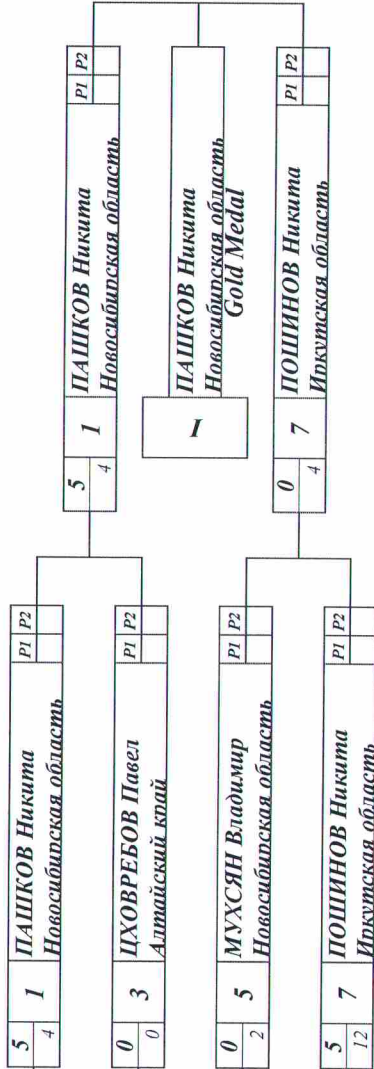 5 1 ПАШКОВ Никита P1 P2
4 Новосибирская область
0 3 ЦХОВРЕБОВ Павел P1 P2
0 Алтайский край
0 5 МУХСЯН Владимир P1 P2
2 Новосибирская область
5 7 ПОШИНОВ Никита P1 P2
12 Иркутская область
5 1 ПАШКОВ Никита P1 P2
4 Новосибирская область
I ПАШКОВ Никита
Новосибирская область
Gold Medal
0 7 ПОШИНОВ Никита P1 P2
4 Иркутская область